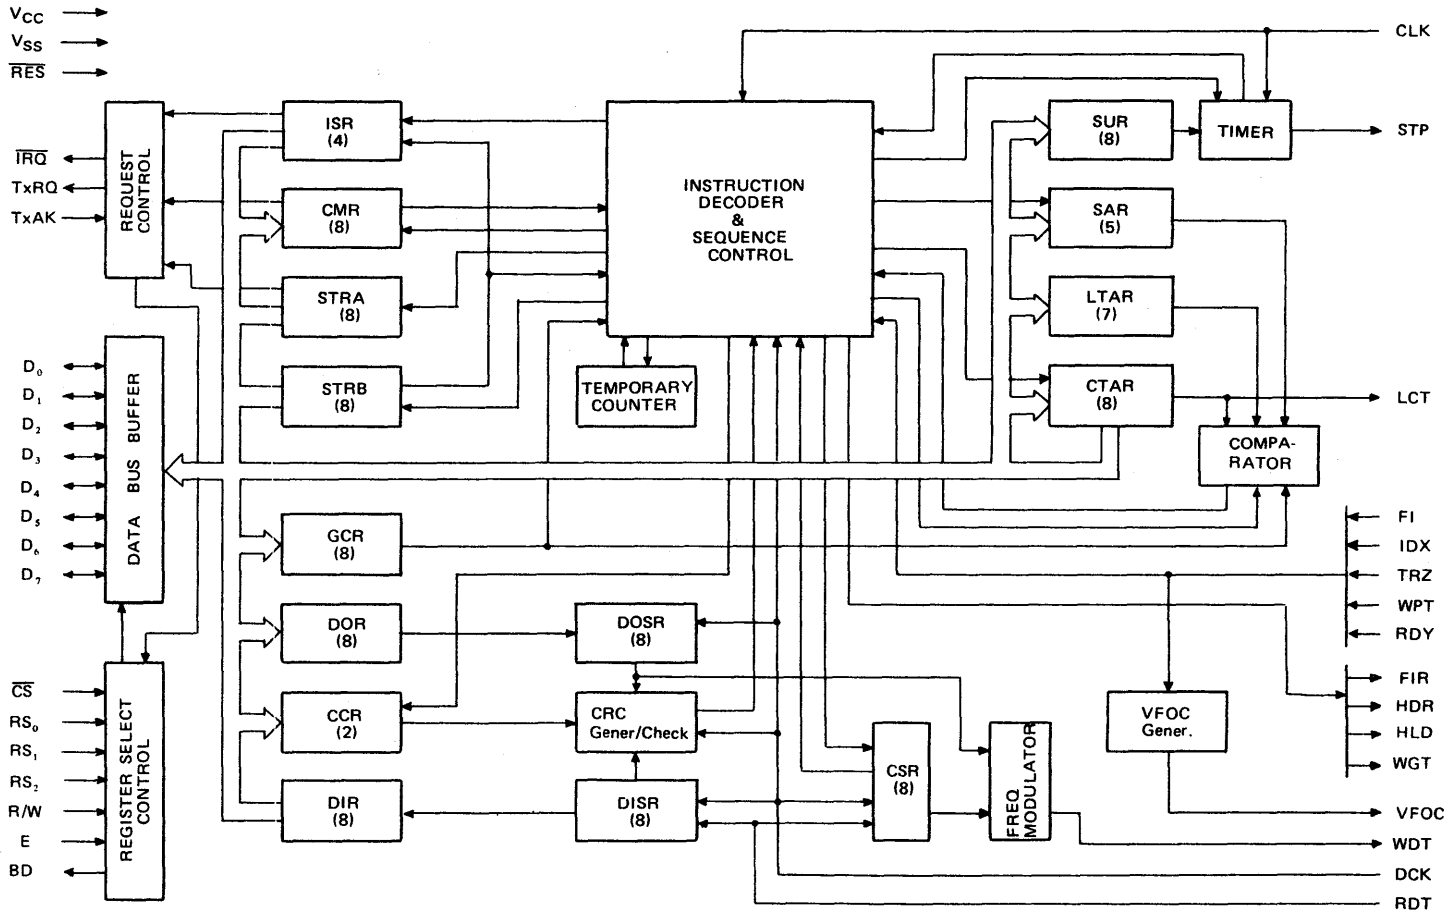 VCC
VSS
RES
IRQ
TxRQ
TxAK
REQUEST
CONTROL
D0
D1
D2
D3
D4
D5
D6
D7
DATA BUS BUFFER
CS
RS0
RS1
RS2
R/W
E
BD
REGISTER SELECT
CONTROL
ISR
(4)
CMR
(8)
STRA
(8)
STRB
(8)
GCR
(8)
DOR
(8)
CCR
(2)
DIR
(8)
INSTRUCTION
DECODER
&
SEQUENCE
CONTROL
TEMPORARY
COUNTER
DOSR
(8)
CRC
Gener/Check
DISR
(8)
CSR
(8)
FREQ
MODULATOR
SUR
(8)
SAR
(5)
LTAR
(7)
CTAR
(8)
TIMER
COMPA-
RATOR
VFOC
Gener.
CLK
STP
LCT
FI
IDX
TRZ
WPT
RDY
FIR
HDR
HLD
WGT
VFOC
WDT
DCK
RDT